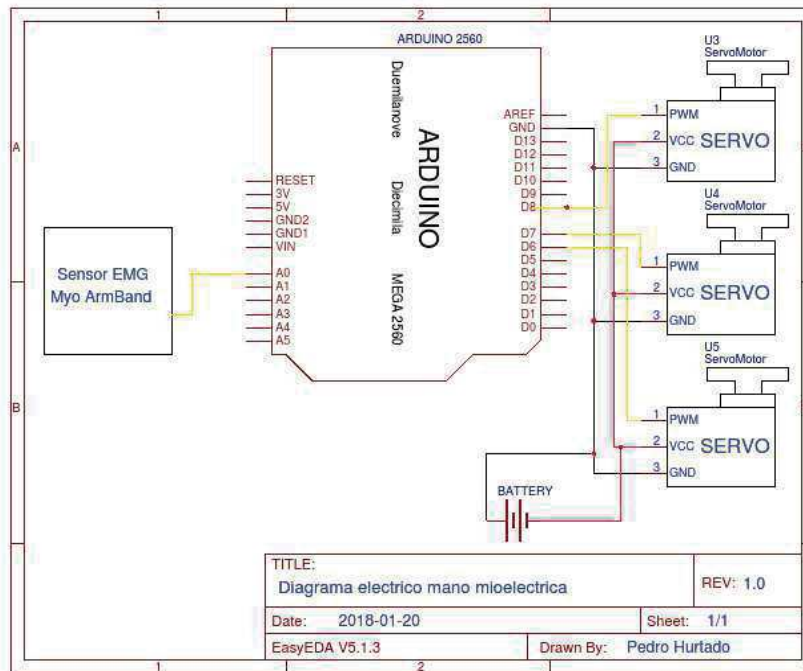 1
2
A
B
1
2
ARDUINO 2560
Duemilanove
Diecimila
MEGA 2560
ARDUINO
RESET
3V
5V
GND2
GND1
VIN
A0
A1
A2
A3
A4
A5
AREF
GND
D13
D12
D11
D10
D9
D8
D7
D6
D5
D4
D3
D2
D1
D0
Sensor EMG
Myo ArmBand
U3
ServoMotor
1 PWM
2 VCC SERVO
3 GND
U4
ServoMotor
1 PWM
2 VCC SERVO
3 GND
U5
ServoMotor
1 PWM
2 VCC SERVO
3 GND
BATTERY
TITLE:
Diagrama electrico mano mioelectrica
REV: 1.0
Date: 2018-01-20
Sheet: 1/1
EasyEDA V5.1.3
Drawn By: Pedro Hurtado